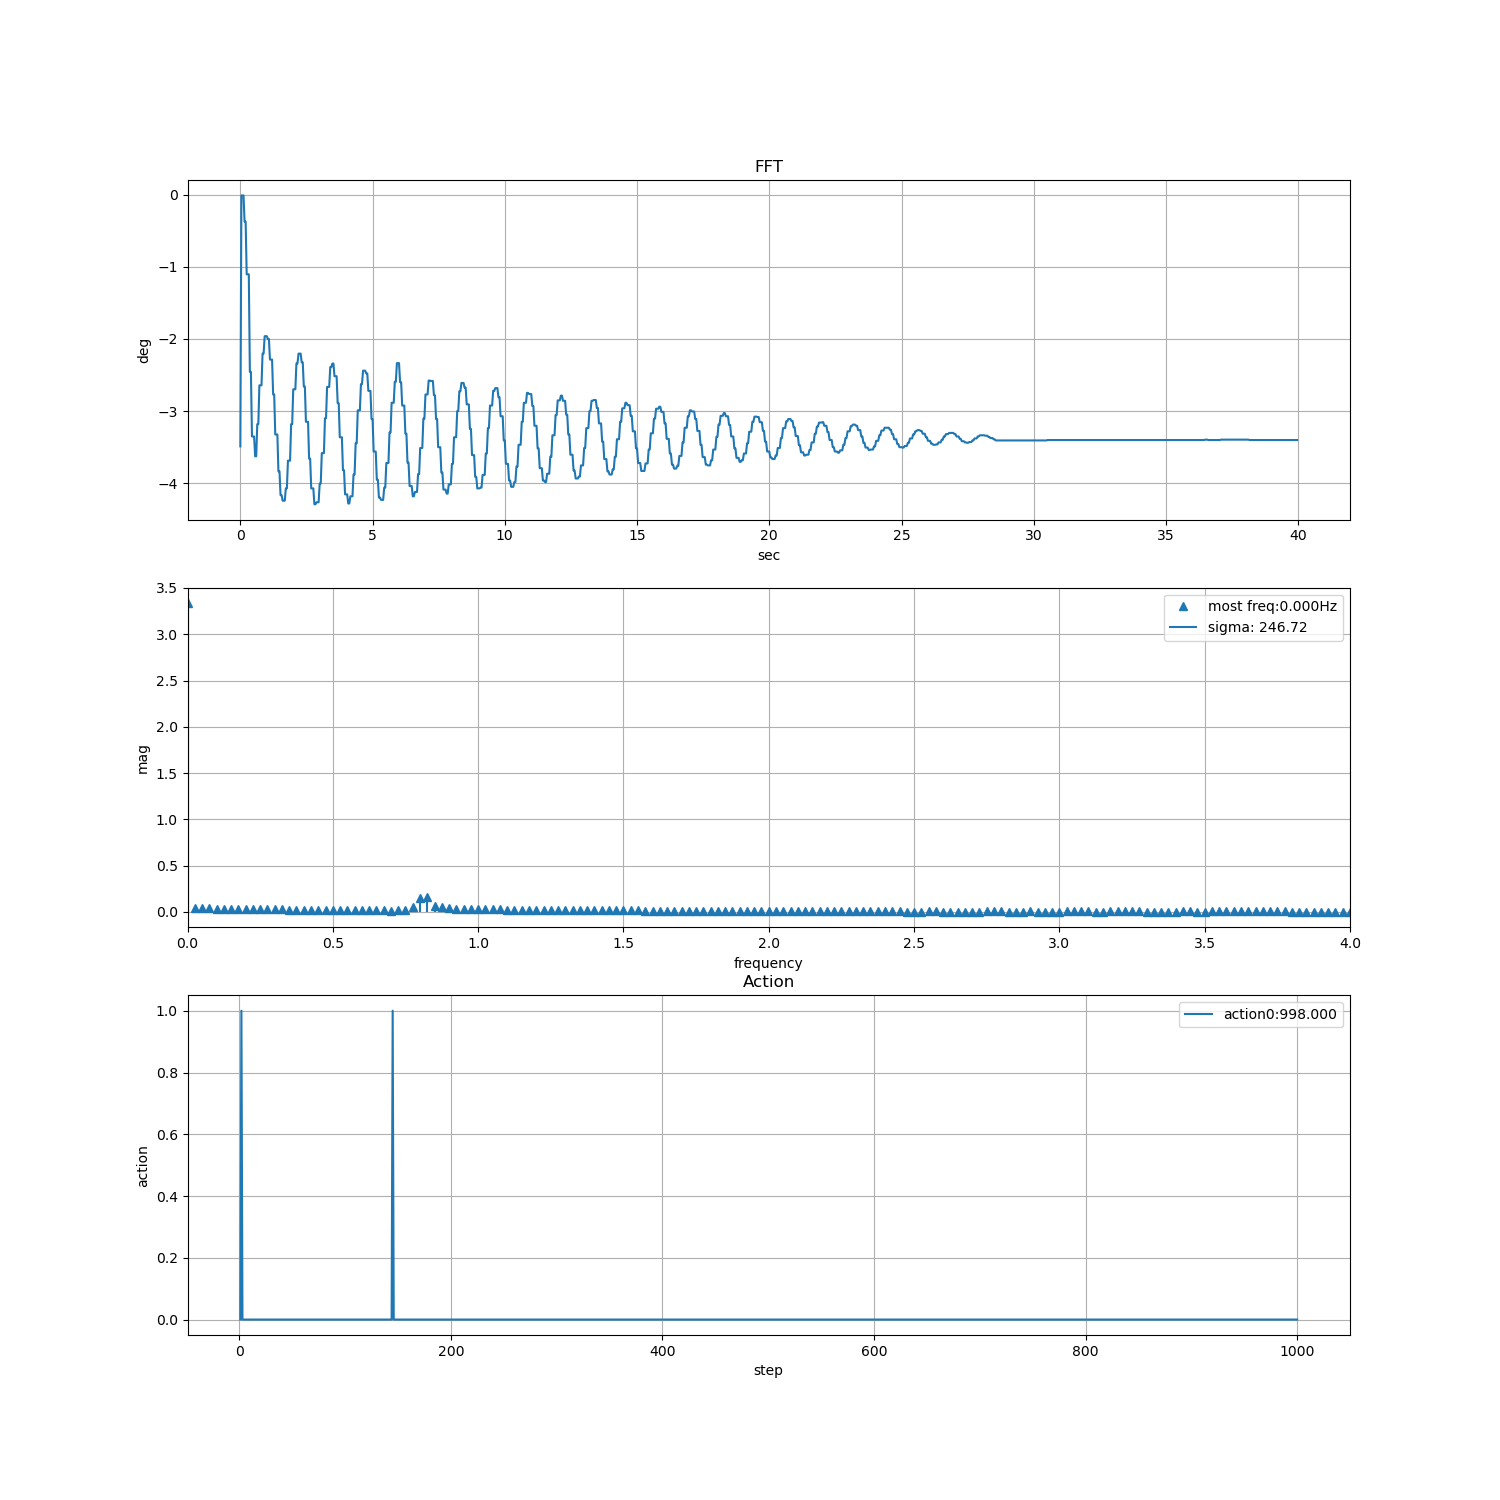 FFT
0
−1
−2
−3
−4
deg
0 5 10 15 20 25 30 35 40
sec
3.5
3.0
2.5
2.0
1.5
1.0
0.5
0.0
mag
most freq:0.000Hz
sigma: 246.72
0.0 0.5 1.0 1.5 2.0 2.5 3.0 3.5 4.0
frequency
Action
1.0
0.8
0.6
0.4
0.2
0.0
action
action0:998.000
0 200 400 600 800 1000
step